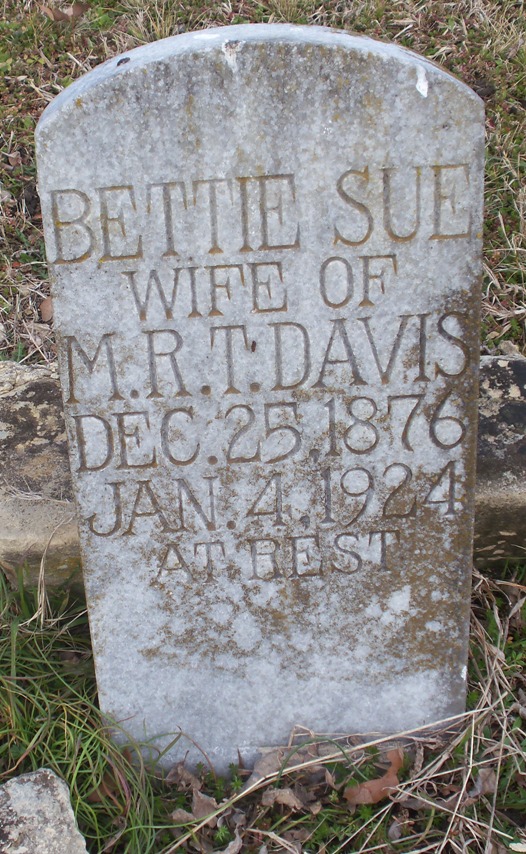 BETTIE SUE
WIFE OF
M.R.T. DAVIS
DEC. 25, 1876
JAN. 4, 1924
AT REST